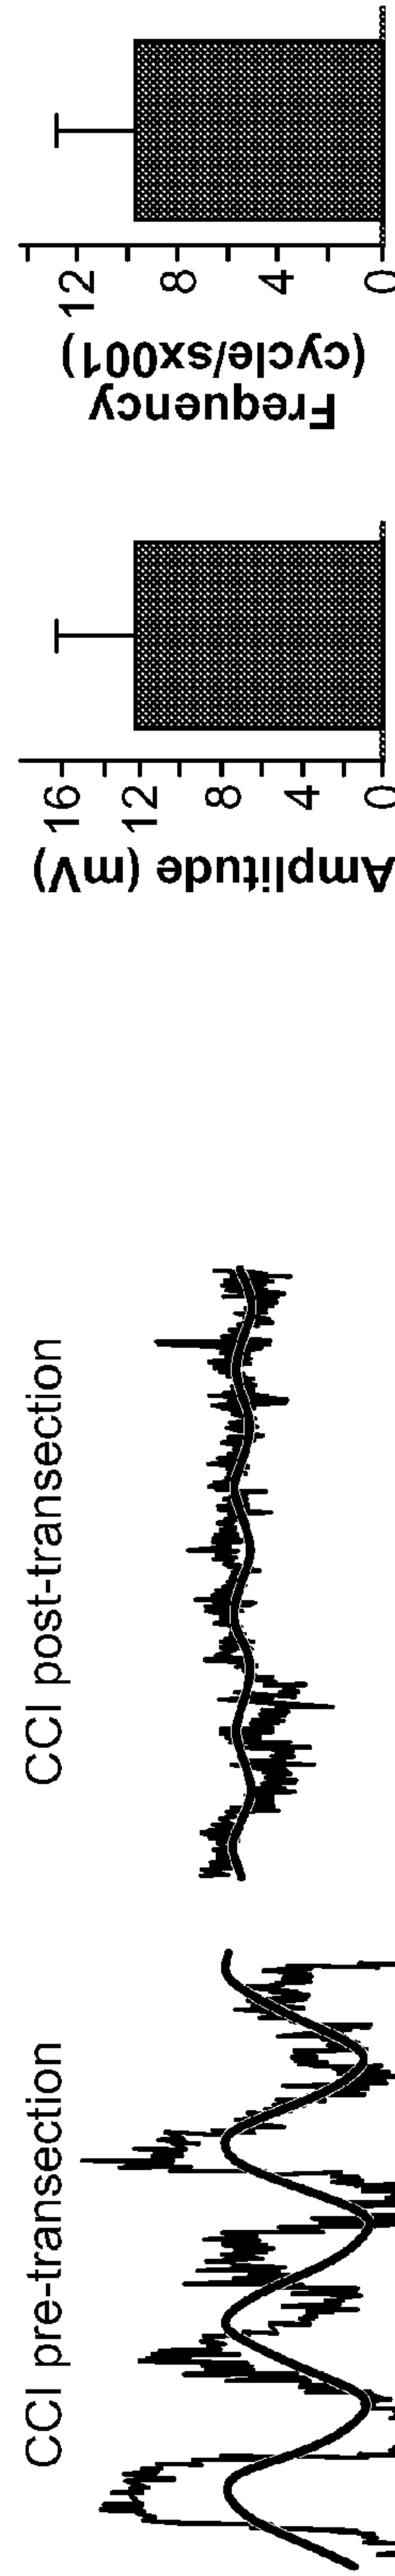 CCI pre-transection
CCI post-transection
Amplitude (mV)
16
12
8
4
0
Frequency
(cycle/sx001)
12
8
4
0